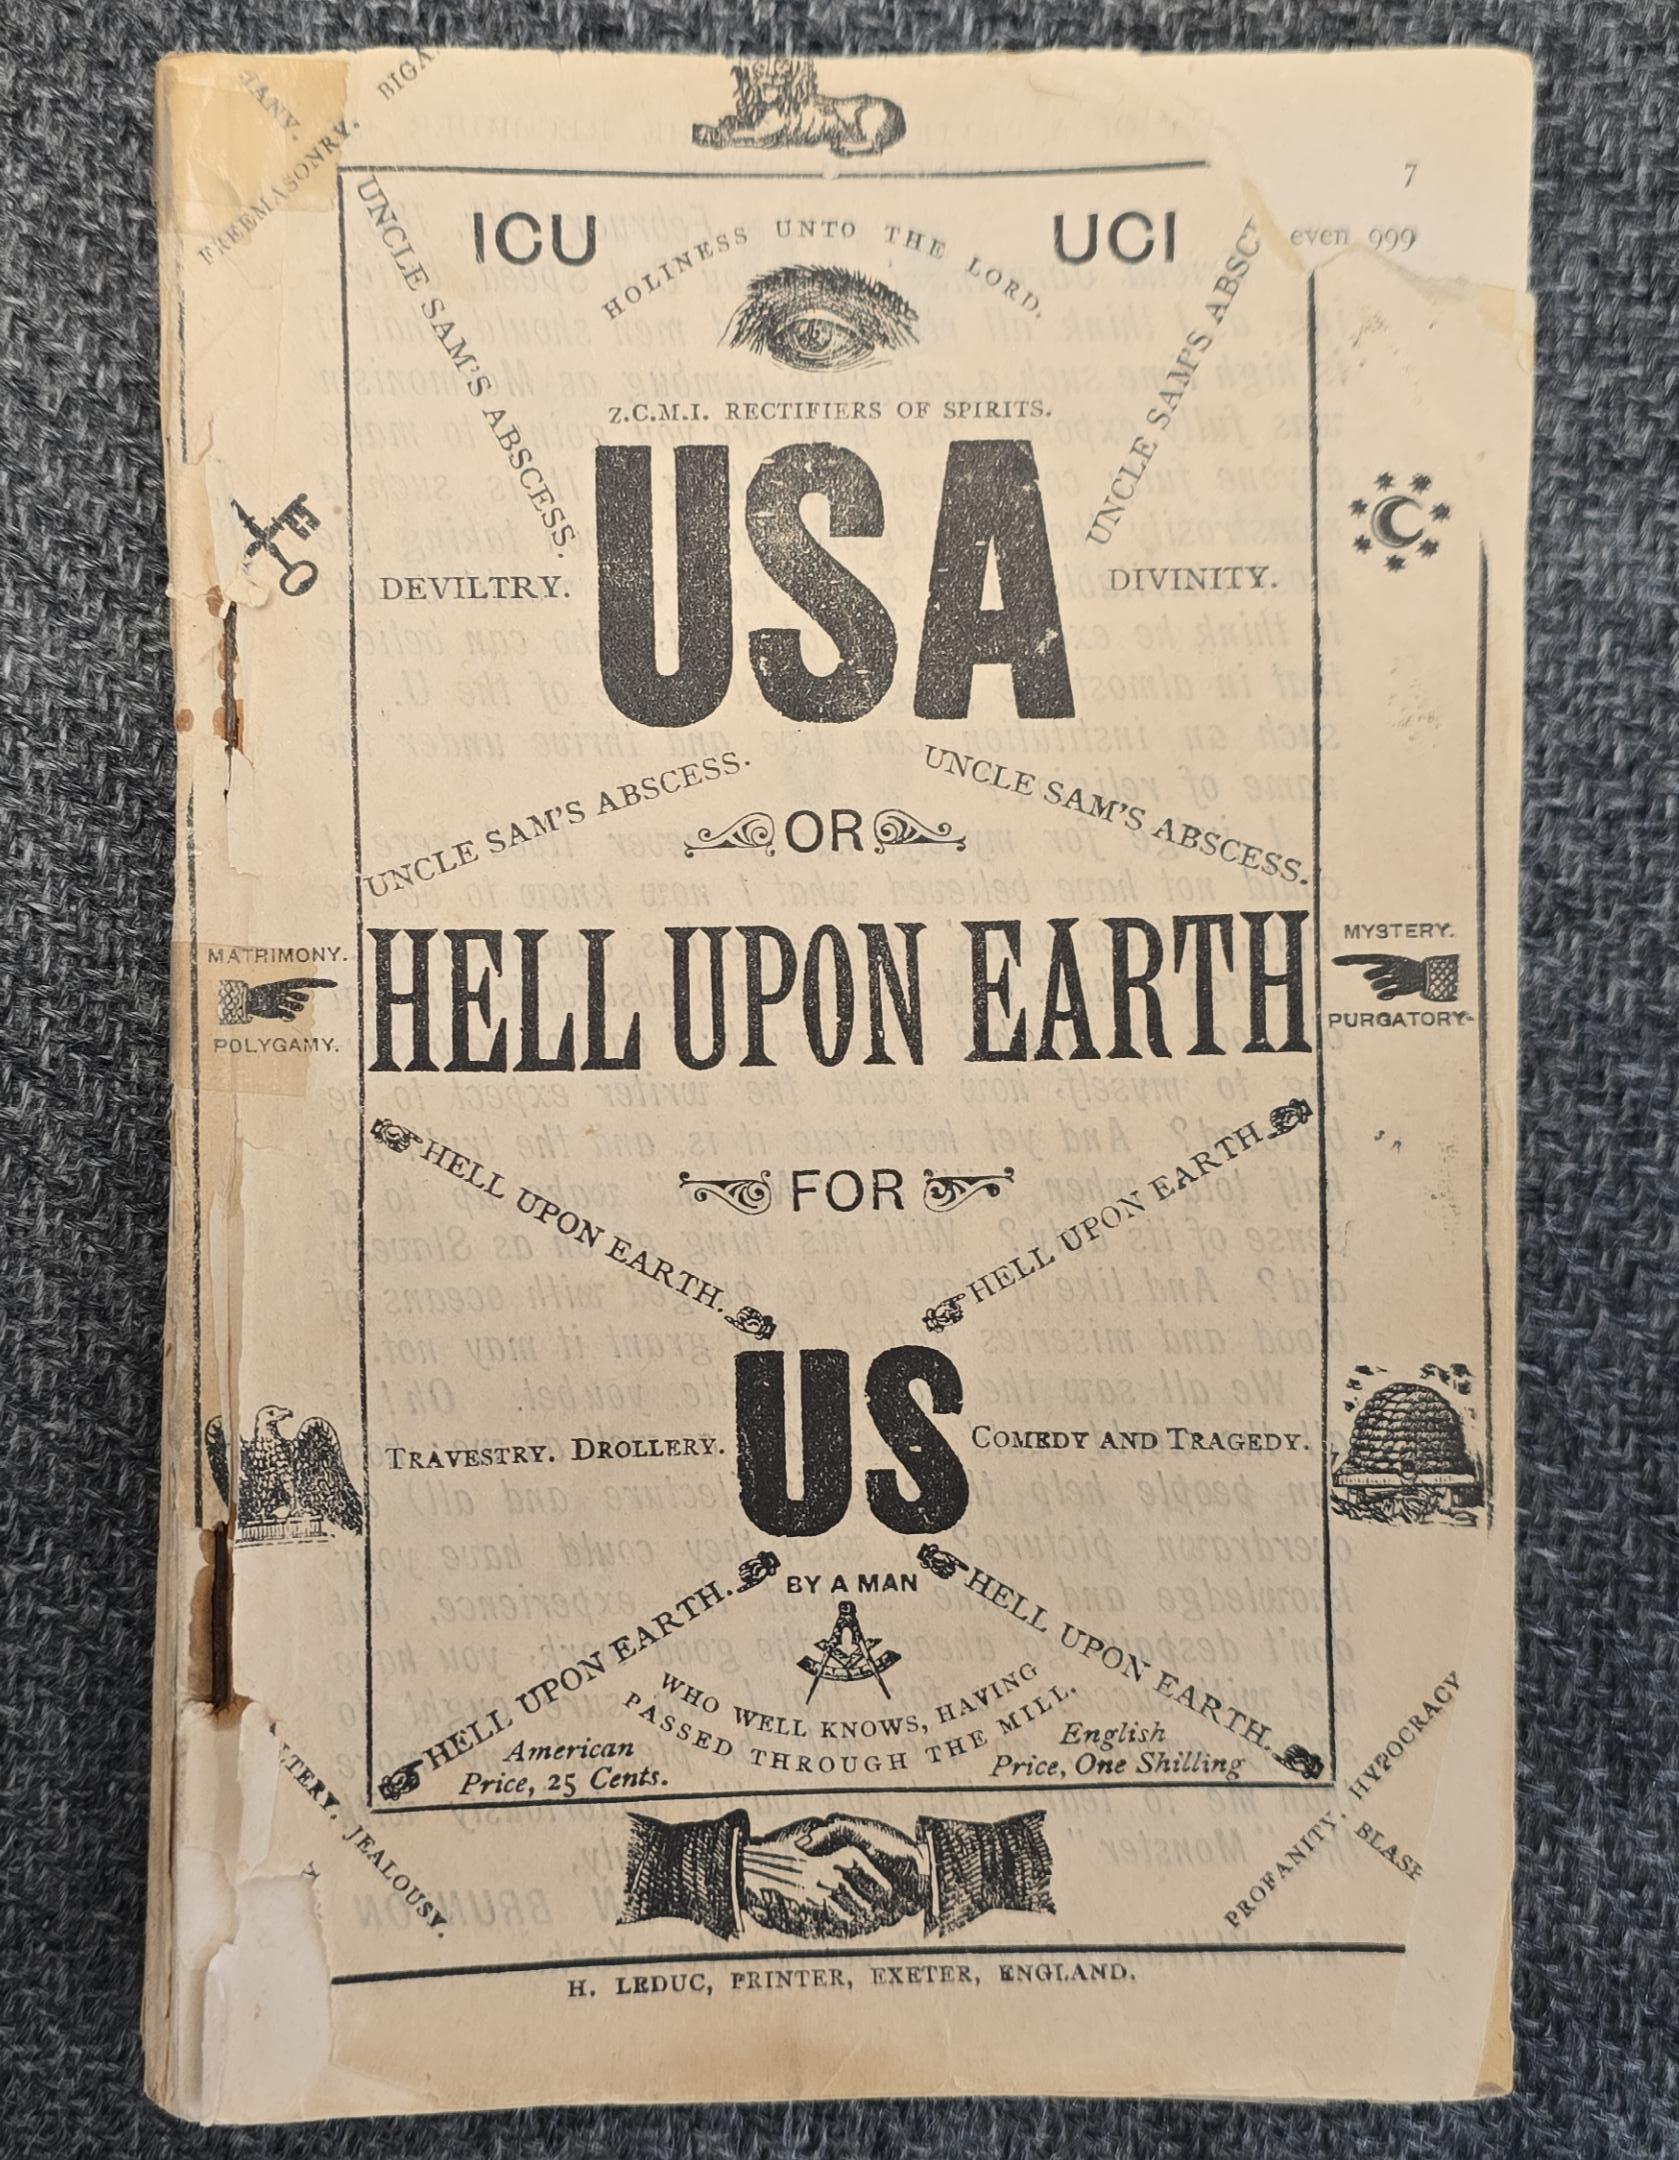 FREEMASONRY.
7
even 999
ICU
UCI
HOLINESS UNTO THE LORD.
UNCLE SAM'S ABSCESS.
UNCLE SAM'S
Z.C.M.I. RECTIFIERS OF SPIRITS.
USA
DEVILTRY.
DIVINITY.
UNCLE SAM'S ABSCESS.
UNCLE SAM'S ABSCESS.
OR
MATRIMONY.
POLYGAMY.
HELL UPON EARTH
MYSTERY.
PURGATORY-
HELL UPON EARTH.
HELL UPON EARTH.
FOR
US
TRAVESTRY. DROLLERY.
COMEDY AND TRAGEDY.
BY A MAN
HELL UPON EARTH.
HELL UPON EARTH.
WHO WELL KNOWS, HAVING
PASSED THROUGH THE MILL.
American
Price, 25 Cents.
English
Price, One Shilling
JEALOUSY.
PROFANITY. HYPOCRACY
H. LEDUC, PRINTER, EXETER, ENGLAND.